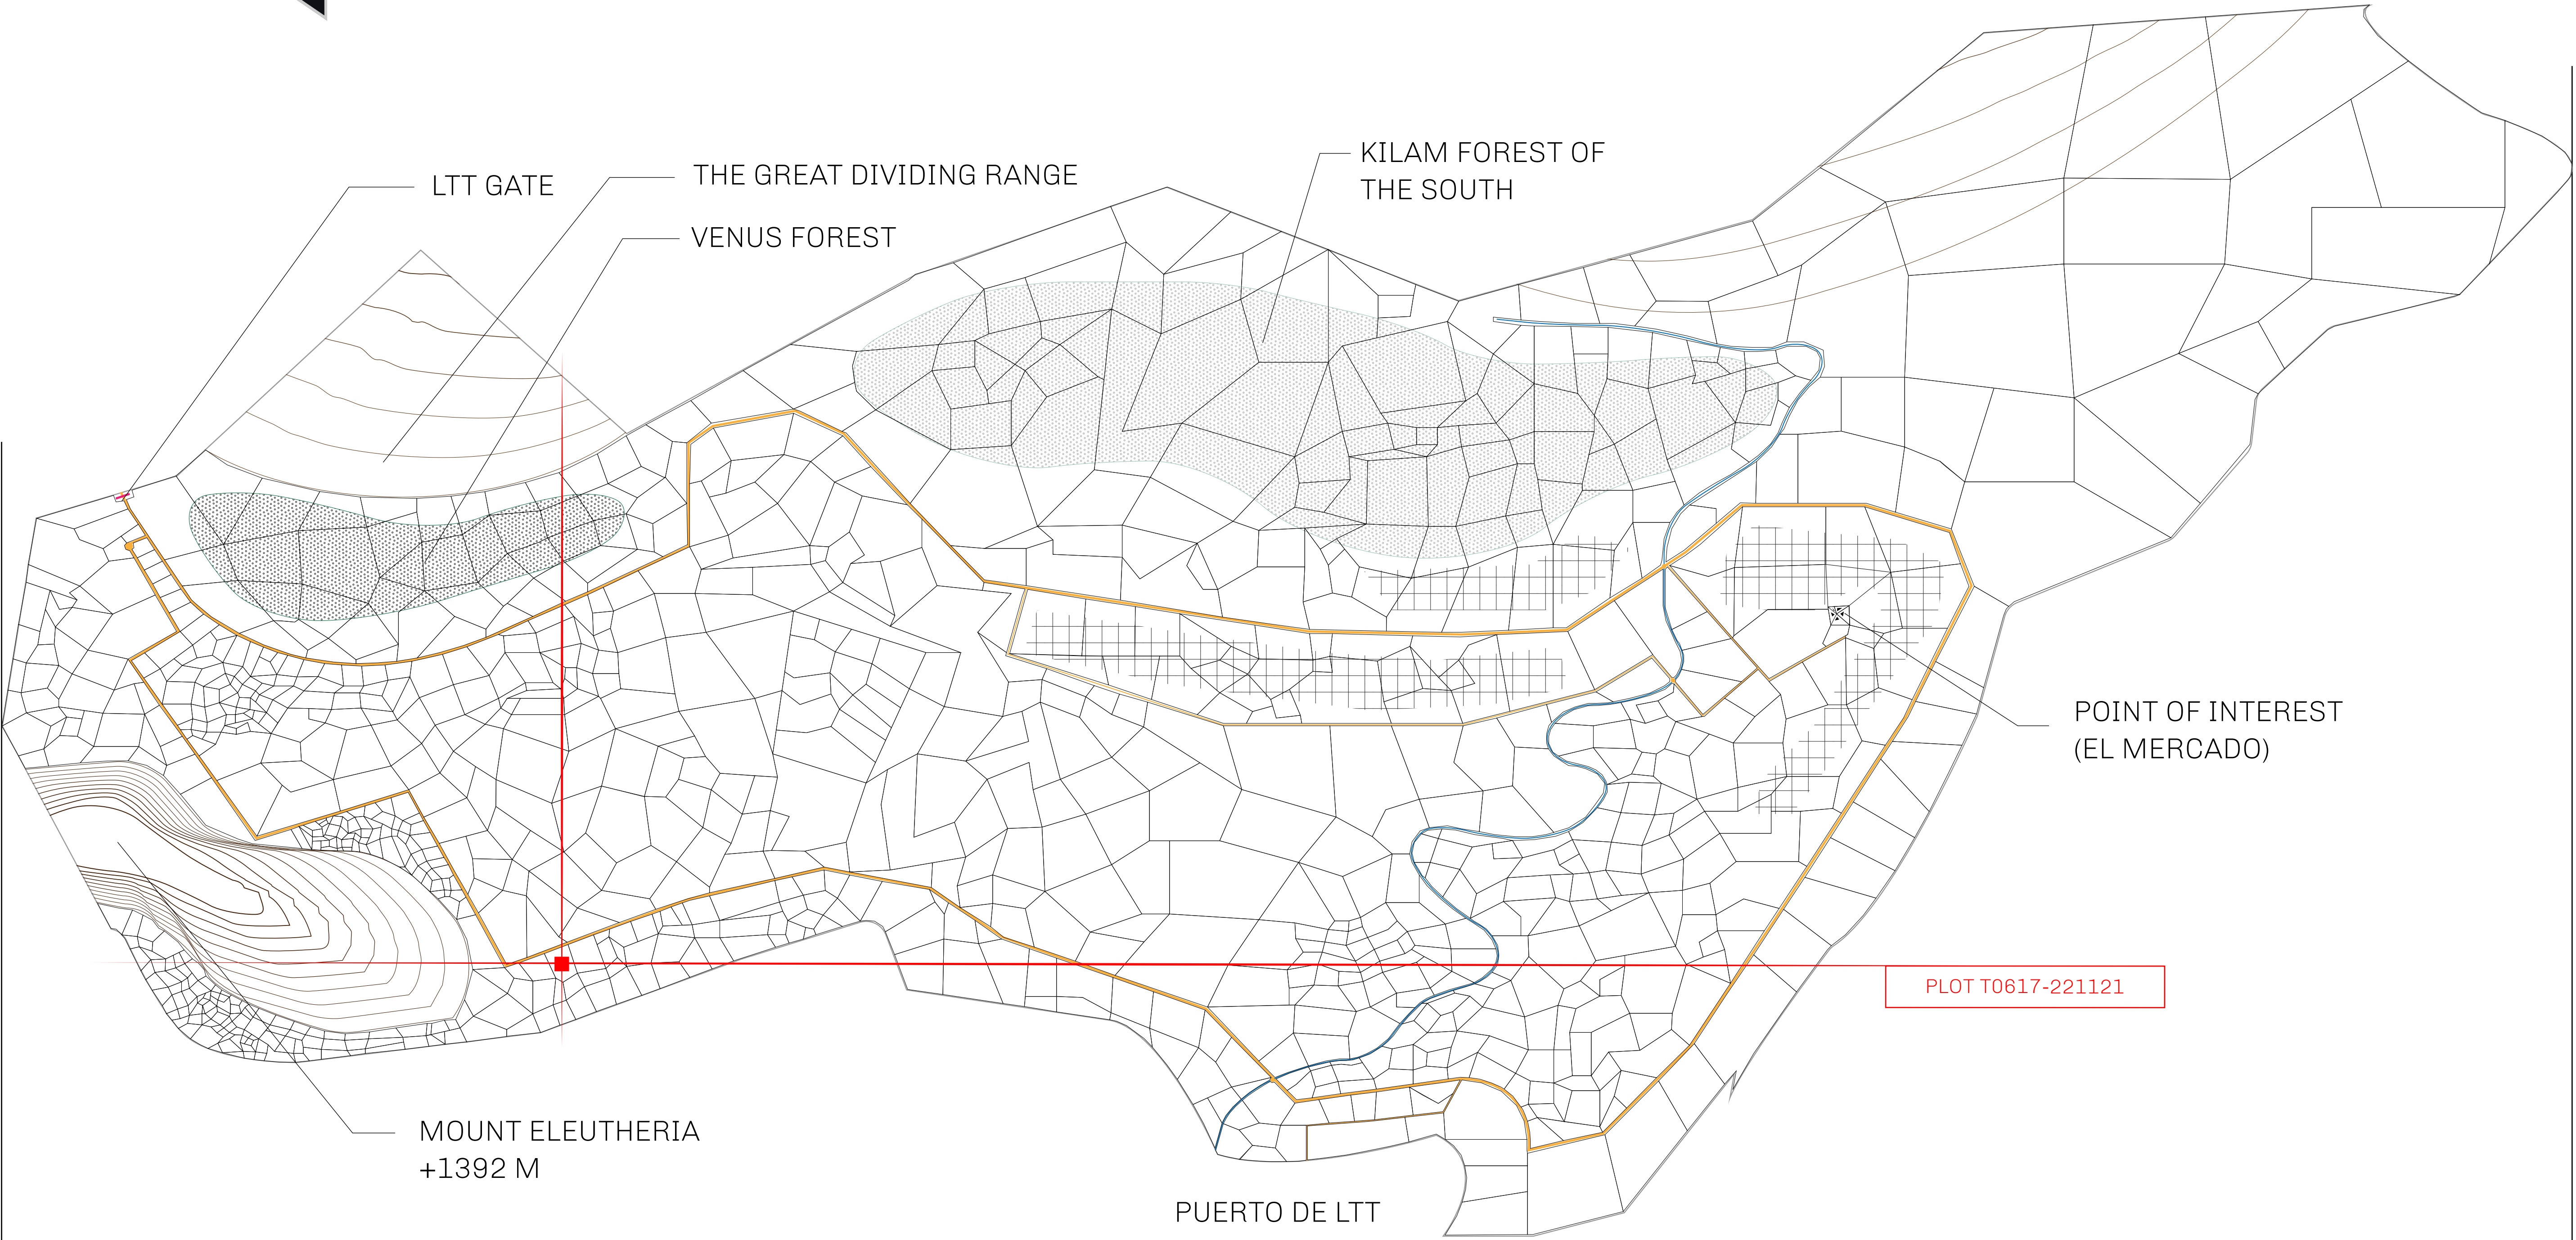 KILAM FOREST OF
THE SOUTH
LTT GATE
THE GREAT DIVIDING RANGE
VENUS FOREST
POINT OF INTEREST
(EL MERCADO)
PLOT T0617-221121
MOUNT ELEUTHERIA
+1392 M
PUERTO DE LTT